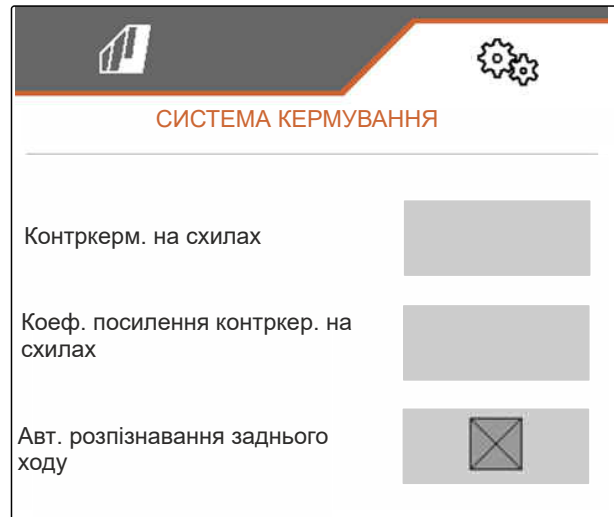 СИСТЕМА КЕРМУВАННЯ
Контркерм. на схилах
Коеф. посилення контркер. на
схилах
Авт. розпізнавання заднього
ходу